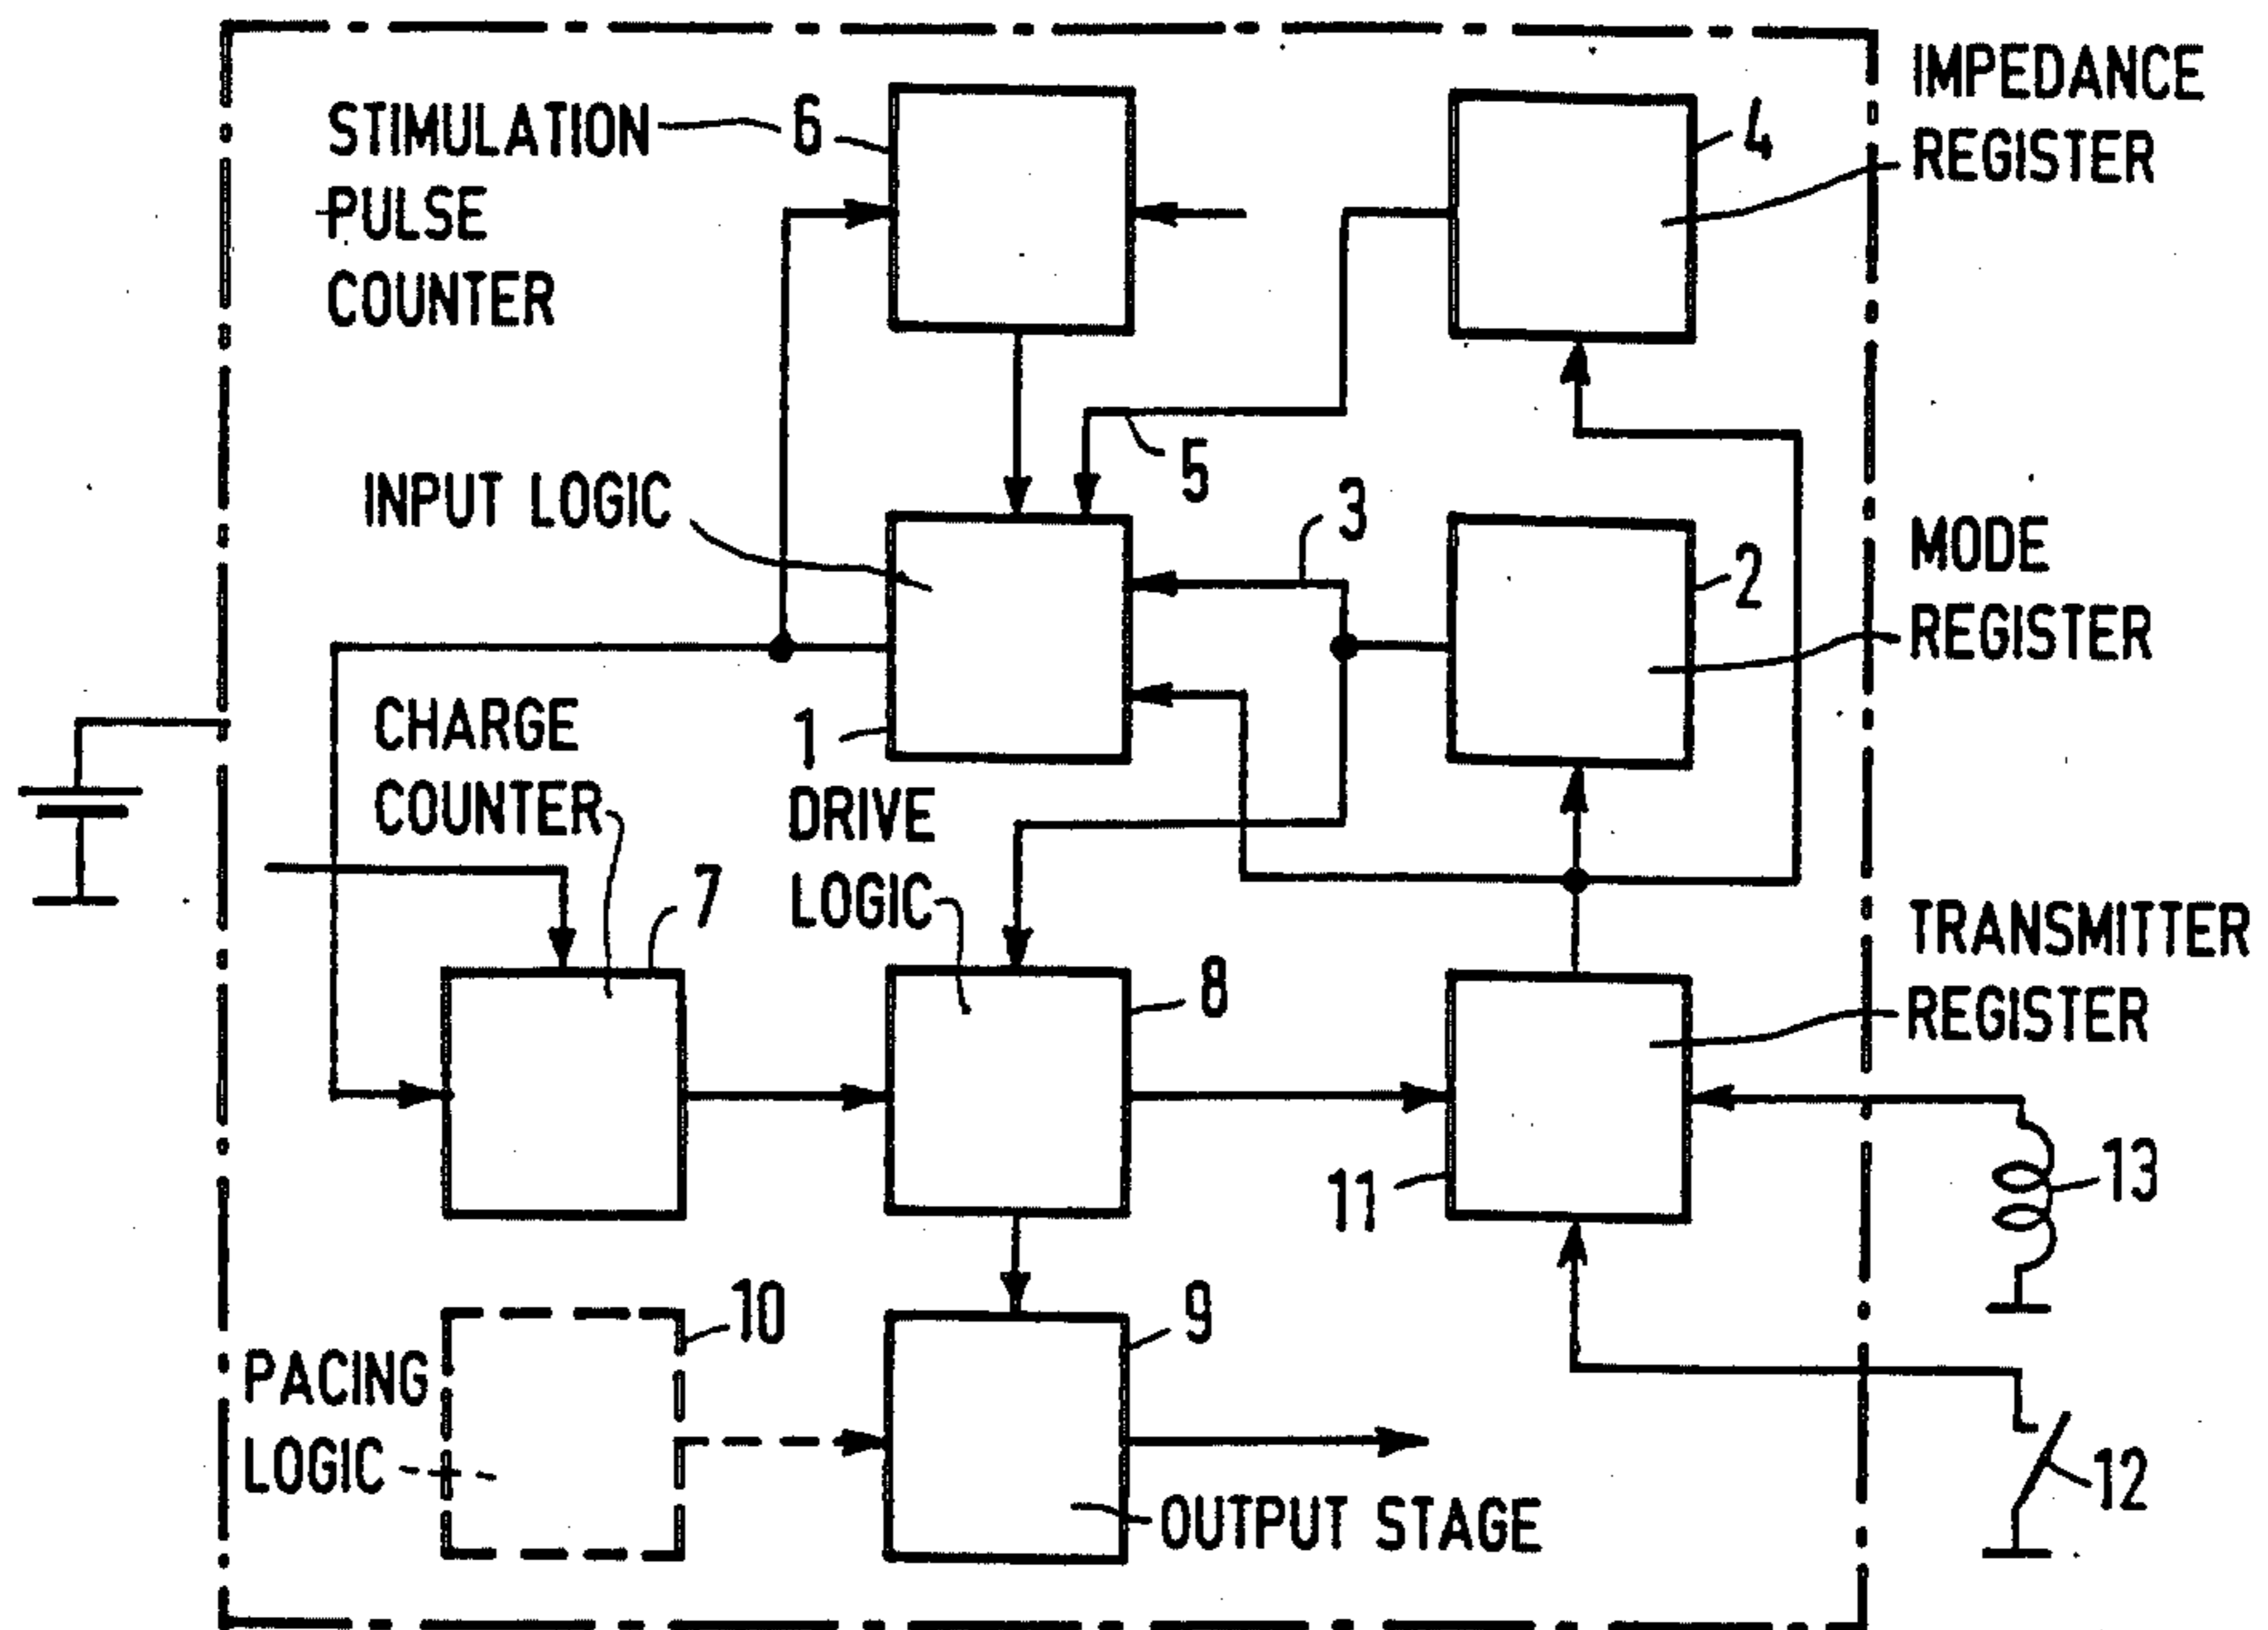 IMPEDANCE
REGISTER
STIMULATION
PULSE
COUNTER
6
4
5
3
INPUT LOGIC
2
MODE
REGISTER
CHARGE
COUNTER
1
DRIVE
LOGIC
7
8
TRANSMITTER
REGISTER
11
13
10
9
PACING
LOGIC
12
OUTPUT STAGE